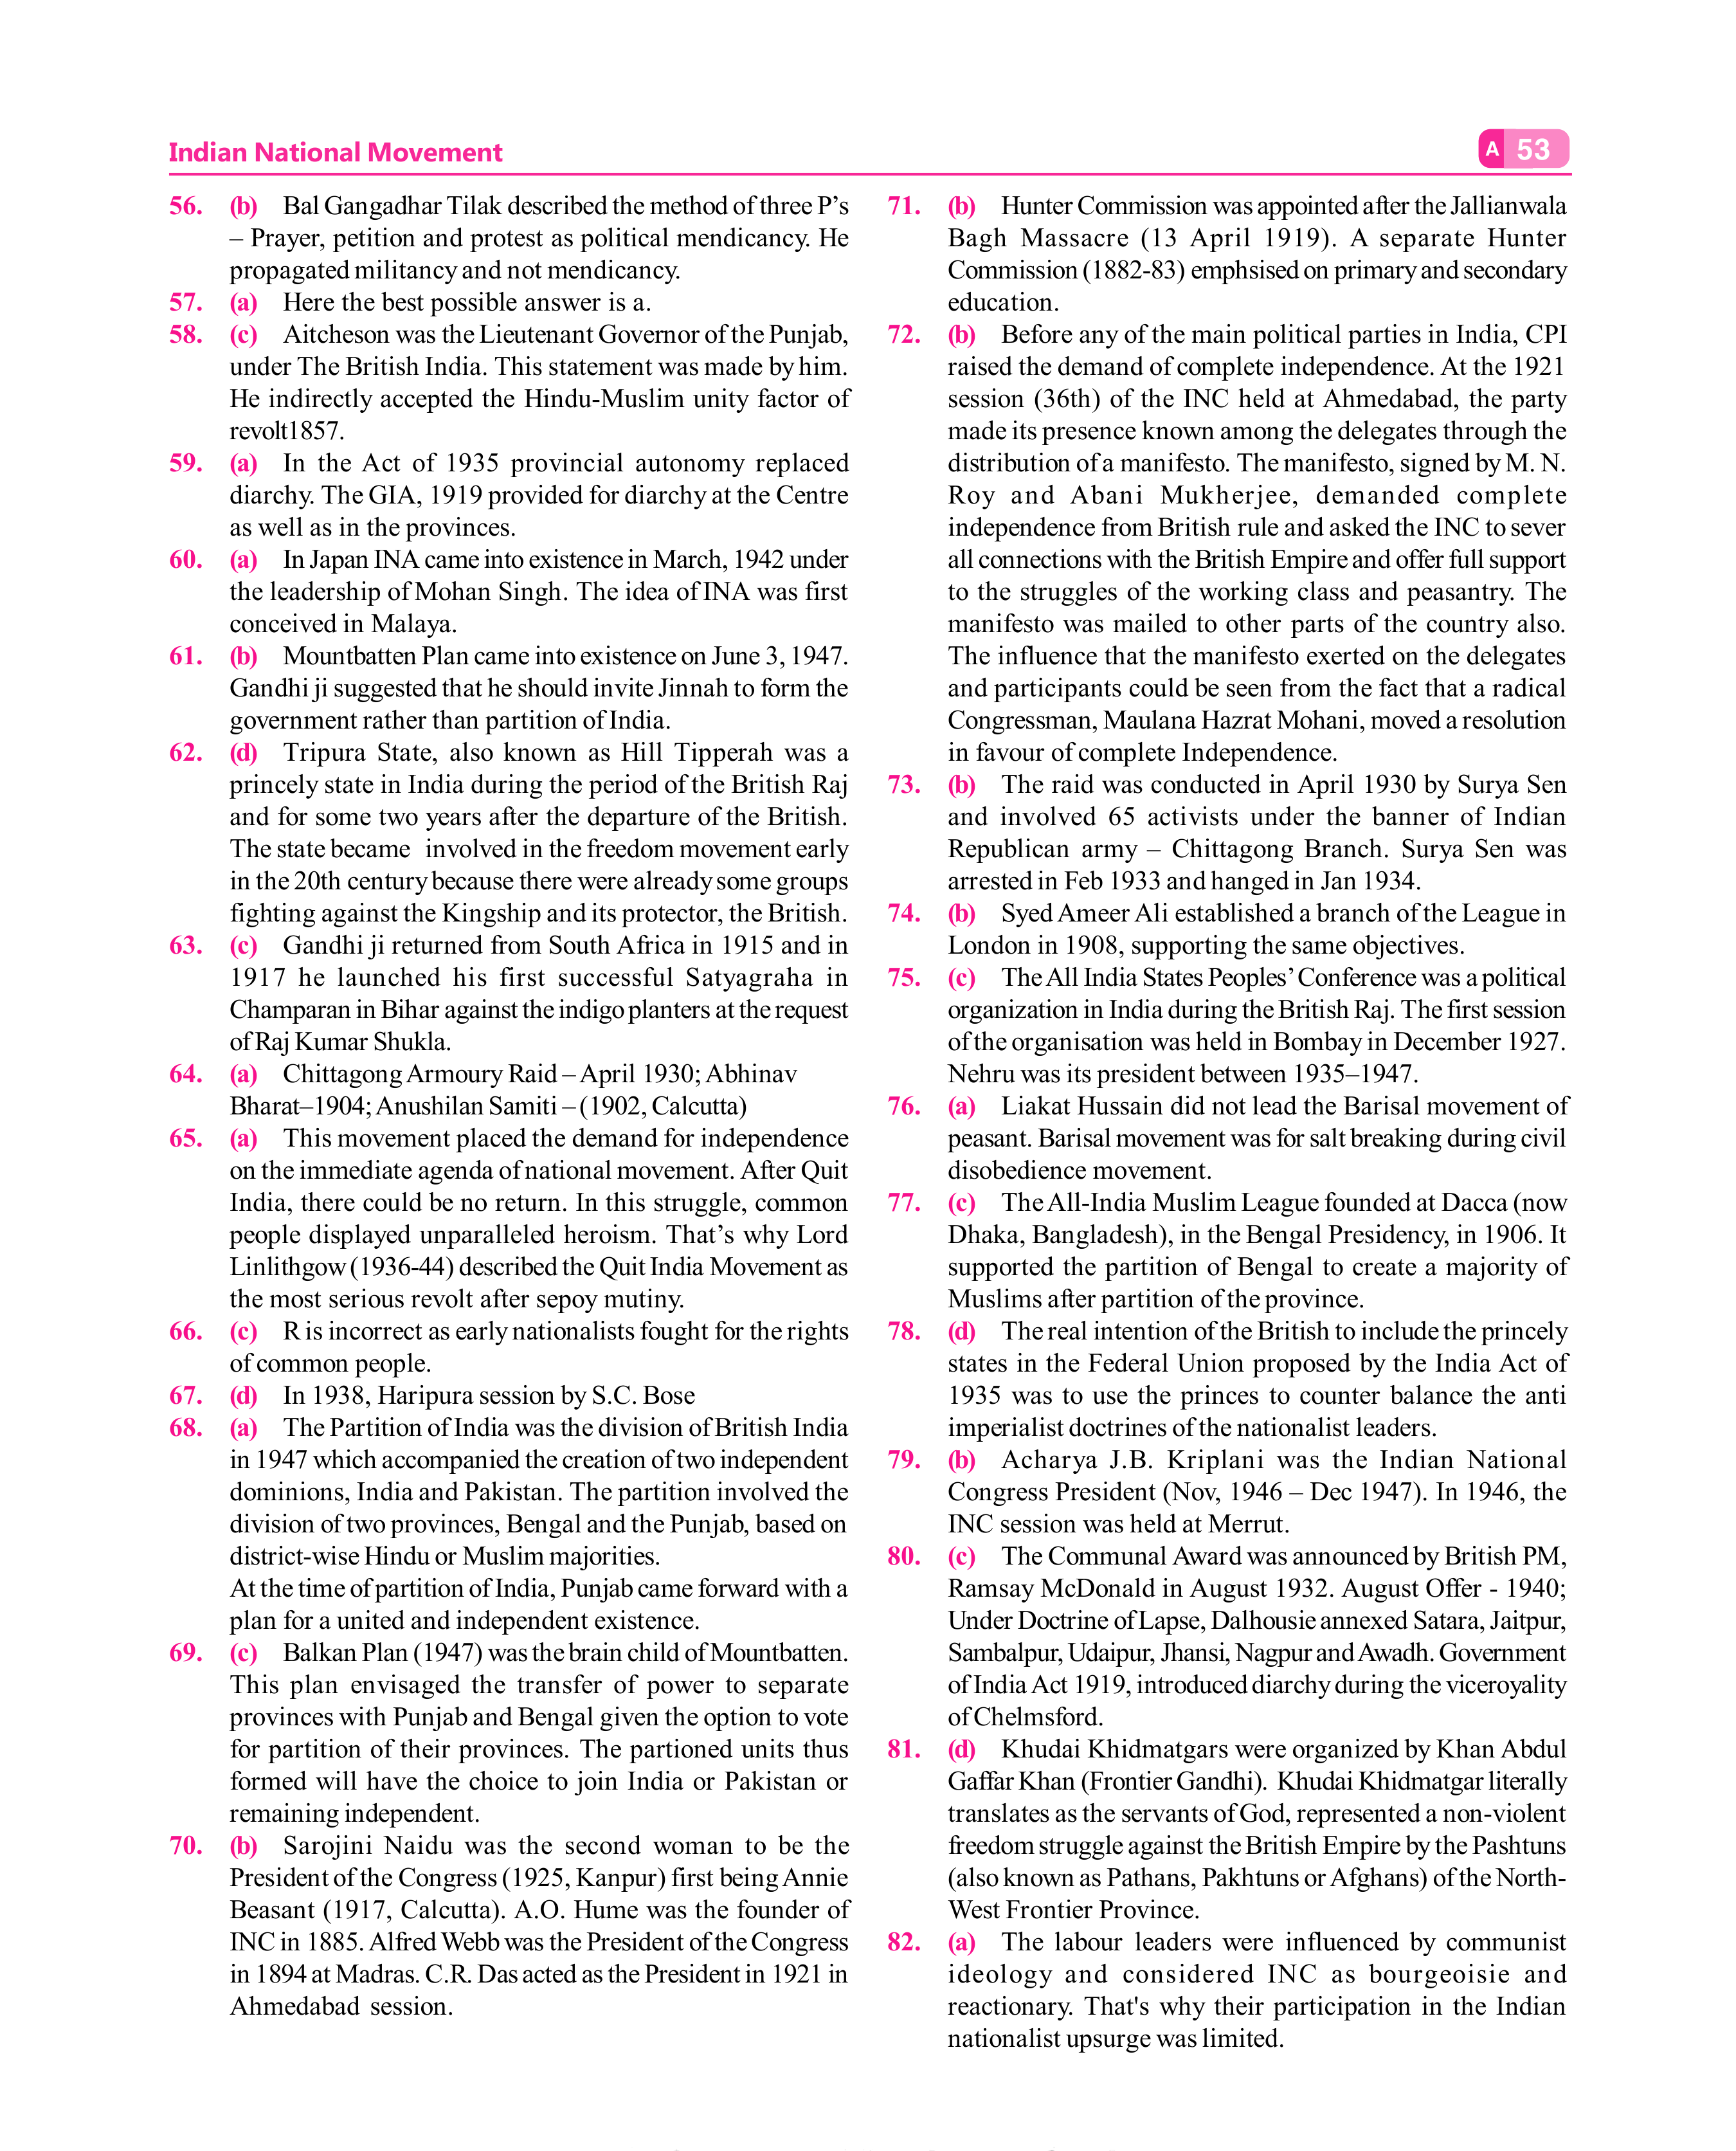 Indian National Movement
A 53
56. (b) Bal Gangadhar Tilak described the method of three P’s
– Prayer, petition and protest as political mendicancy. He
propagated militancy and not mendicancy.
57. (a) Here the best possible answer is a.
58. (c) Aitcheson was the Lieutenant Governor of the Punjab,
under The British India. This statement was made by him.
He indirectly accepted the Hindu-Muslim unity factor of
revolt1857.
59. (a) In the Act of 1935 provincial autonomy replaced
diarchy. The GIA, 1919 provided for diarchy at the Centre
as well as in the provinces.
60. (a) In Japan INA came into existence in March, 1942 under
the leadership of Mohan Singh. The idea of INA was first
conceived in Malaya.
61. (b) Mountbatten Plan came into existence on June 3, 1947.
Gandhi ji suggested that he should invite Jinnah to form the
government rather than partition of India.
62. (d) Tripura State, also known as Hill Tipperah was a
princely state in India during the period of the British Raj
and for some two years after the departure of the British.
The state became involved in the freedom movement early
in the 20th century because there were already some groups
fighting against the Kingship and its protector, the British.
63. (c) Gandhi ji returned from South Africa in 1915 and in
1917 he launched his first successful Satyagraha in
Champaran in Bihar against the indigo planters at the request
of Raj Kumar Shukla.
64. (a) Chittagong Armoury Raid – April 1930; Abhinav
Bharat–1904; Anushilan Samiti – (1902, Calcutta)
65. (a) This movement placed the demand for independence
on the immediate agenda of national movement. After Quit
India, there could be no return. In this struggle, common
people displayed unparalleled heroism. That’s why Lord
Linlithgow (1936-44) described the Quit India Movement as
the most serious revolt after sepoy mutiny.
66. (c) R is incorrect as early nationalists fought for the rights
of common people.
67. (d) In 1938, Haripura session by S.C. Bose
68. (a) The Partition of India was the division of British India
in 1947 which accompanied the creation of two independent
dominions, India and Pakistan. The partition involved the
division of two provinces, Bengal and the Punjab, based on
district-wise Hindu or Muslim majorities.
At the time of partition of India, Punjab came forward with a
plan for a united and independent existence.
69. (c) Balkan Plan (1947) was the brain child of Mountbatten.
This plan envisaged the transfer of power to separate
provinces with Punjab and Bengal given the option to vote
for partition of their provinces. The partioned units thus
formed will have the choice to join India or Pakistan or
remaining independent.
70. (b) Sarojini Naidu was the second woman to be the
President of the Congress (1925, Kanpur) first being Annie
Beasant (1917, Calcutta). A.O. Hume was the founder of
INC in 1885. Alfred Webb was the President of the Congress
in 1894 at Madras. C.R. Das acted as the President in 1921 in
Ahmedabad session.
71. (b) Hunter Commission was appointed after the Jallianwala
Bagh Massacre (13 April 1919). A separate Hunter
Commission (1882-83) emphsised on primary and secondary
education.
72. (b) Before any of the main political parties in India, CPI
raised the demand of complete independence. At the 1921
session (36th) of the INC held at Ahmedabad, the party
made its presence known among the delegates through the
distribution of a manifesto. The manifesto, signed by M. N.
Roy and Abani Mukherjee, demanded complete
independence from British rule and asked the INC to sever
all connections with the British Empire and offer full support
to the struggles of the working class and peasantry. The
manifesto was mailed to other parts of the country also.
The influence that the manifesto exerted on the delegates
and participants could be seen from the fact that a radical
Congressman, Maulana Hazrat Mohani, moved a resolution
in favour of complete Independence.
73. (b) The raid was conducted in April 1930 by Surya Sen
and involved 65 activists under the banner of Indian
Republican army – Chittagong Branch. Surya Sen was
arrested in Feb 1933 and hanged in Jan 1934.
74. (b) Syed Ameer Ali established a branch of the League in
London in 1908, supporting the same objectives.
75. (c) The All India States Peoples’ Conference was a political
organization in India during the British Raj. The first session
of the organisation was held in Bombay in December 1927.
Nehru was its president between 1935–1947.
76. (a) Liakat Hussain did not lead the Barisal movement of
peasant. Barisal movement was for salt breaking during civil
disobedience movement.
77. (c) The All-India Muslim League founded at Dacca (now
Dhaka, Bangladesh), in the Bengal Presidency, in 1906. It
supported the partition of Bengal to create a majority of
Muslims after partition of the province.
78. (d) The real intention of the British to include the princely
states in the Federal Union proposed by the India Act of
1935 was to use the princes to counter balance the anti
imperialist doctrines of the nationalist leaders.
79. (b) Acharya J.B. Kriplani was the Indian National
Congress President (Nov, 1946 – Dec 1947). In 1946, the
INC session was held at Merrut.
80. (c) The Communal Award was announced by British PM,
Ramsay McDonald in August 1932. August Offer - 1940;
Under Doctrine of Lapse, Dalhousie annexed Satara, Jaitpur,
Sambalpur, Udaipur, Jhansi, Nagpur and Awadh. Government
of India Act 1919, introduced diarchy during the viceroyality
of Chelmsford.
81. (d) Khudai Khidmatgars were organized by Khan Abdul
Gaffar Khan (Frontier Gandhi). Khudai Khidmatgar literally
translates as the servants of God, represented a non-violent
freedom struggle against the British Empire by the Pashtuns
(also known as Pathans, Pakhtuns or Afghans) of the North-
West Frontier Province.
82. (a) The labour leaders were influenced by communist
ideology and considered INC as bourgeoisie and
reactionary. That's why their participation in the Indian
nationalist upsurge was limited.